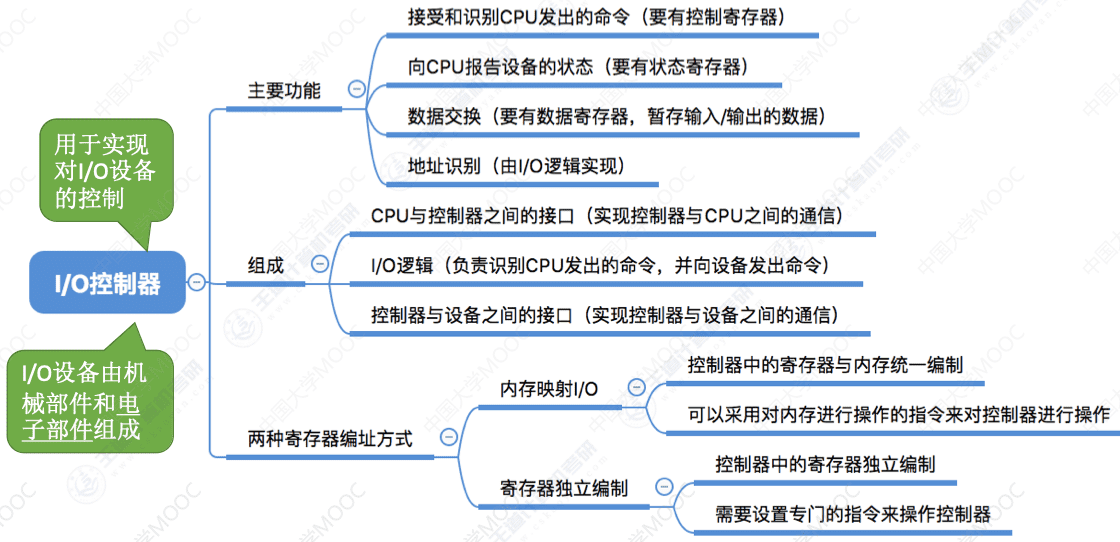 接受和识别CPU发出的命令（要有控制寄存器）
向CPU报告设备的状态（要有状态寄存器）
主要功能
数据交换（要有数据寄存器，暂存输入/输出的数据）
地址识别（由I/O逻辑实现）
用于实现
对I/O设备
的控制
CPU与控制器之间的接口（实现控制器与CPU之间的通信）
组成
I/O逻辑（负责识别CPU发出的命令，并向设备发出命令）
I/O控制器
控制器与设备之间的接口（实现控制器与设备之间的通信）
I/O设备由机
械部件和电
子部件组成
两种寄存器编址方式
内存映射I/O
控制器中的寄存器与内存统一编制
可以采用对内存进行操作的指令来对控制器进行操作
寄存器独立编制
控制器中的寄存器独立编制
需要设置专门的指令来操作控制器
中国大学MOOC
王道计算机考研